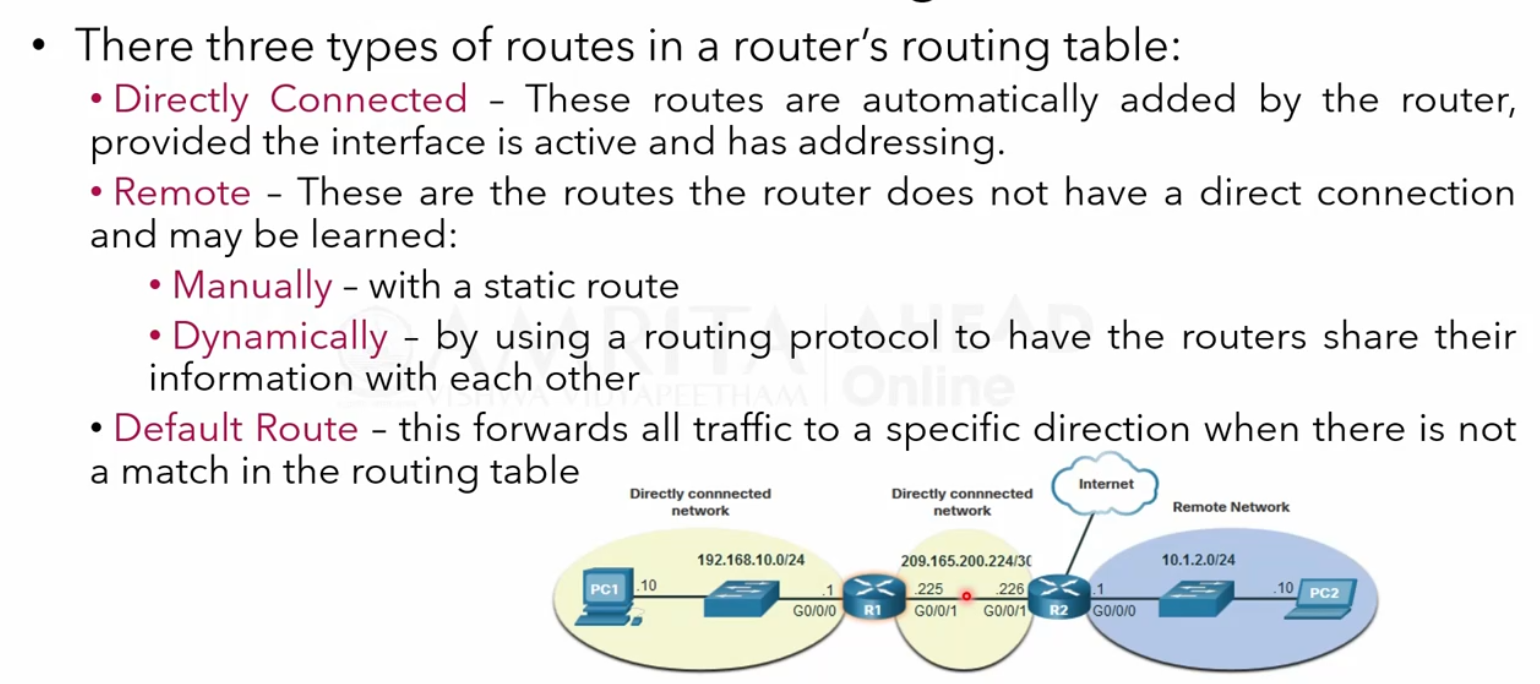 • There three types of routes in a router's routing table:
• Directly Connected – These routes are automatically added by the router,
provided the interface is active and has addressing.
• Remote – These are the routes the router does not have a direct connection
and may be learned:
• Manually – with a static route
• Dynamically – by using a routing protocol to have the routers share their
information with each other
• Default Route – this forwards all traffic to a specific direction when there is not
a match in the routing table
AMRITA AHEAD
VISHWA VIDYAPEETHAM Online
Directly connnected
network
Directly connnected
network
Internet
Remote Network
192.168.10.0/24
209.165.200.224/30
10.1.2.0/24
PC1 .10
.1
G0/0/0
R1
.225
G0/0/1
.226
G0/0/1
R2
.1
G0/0/0
.10 PC2